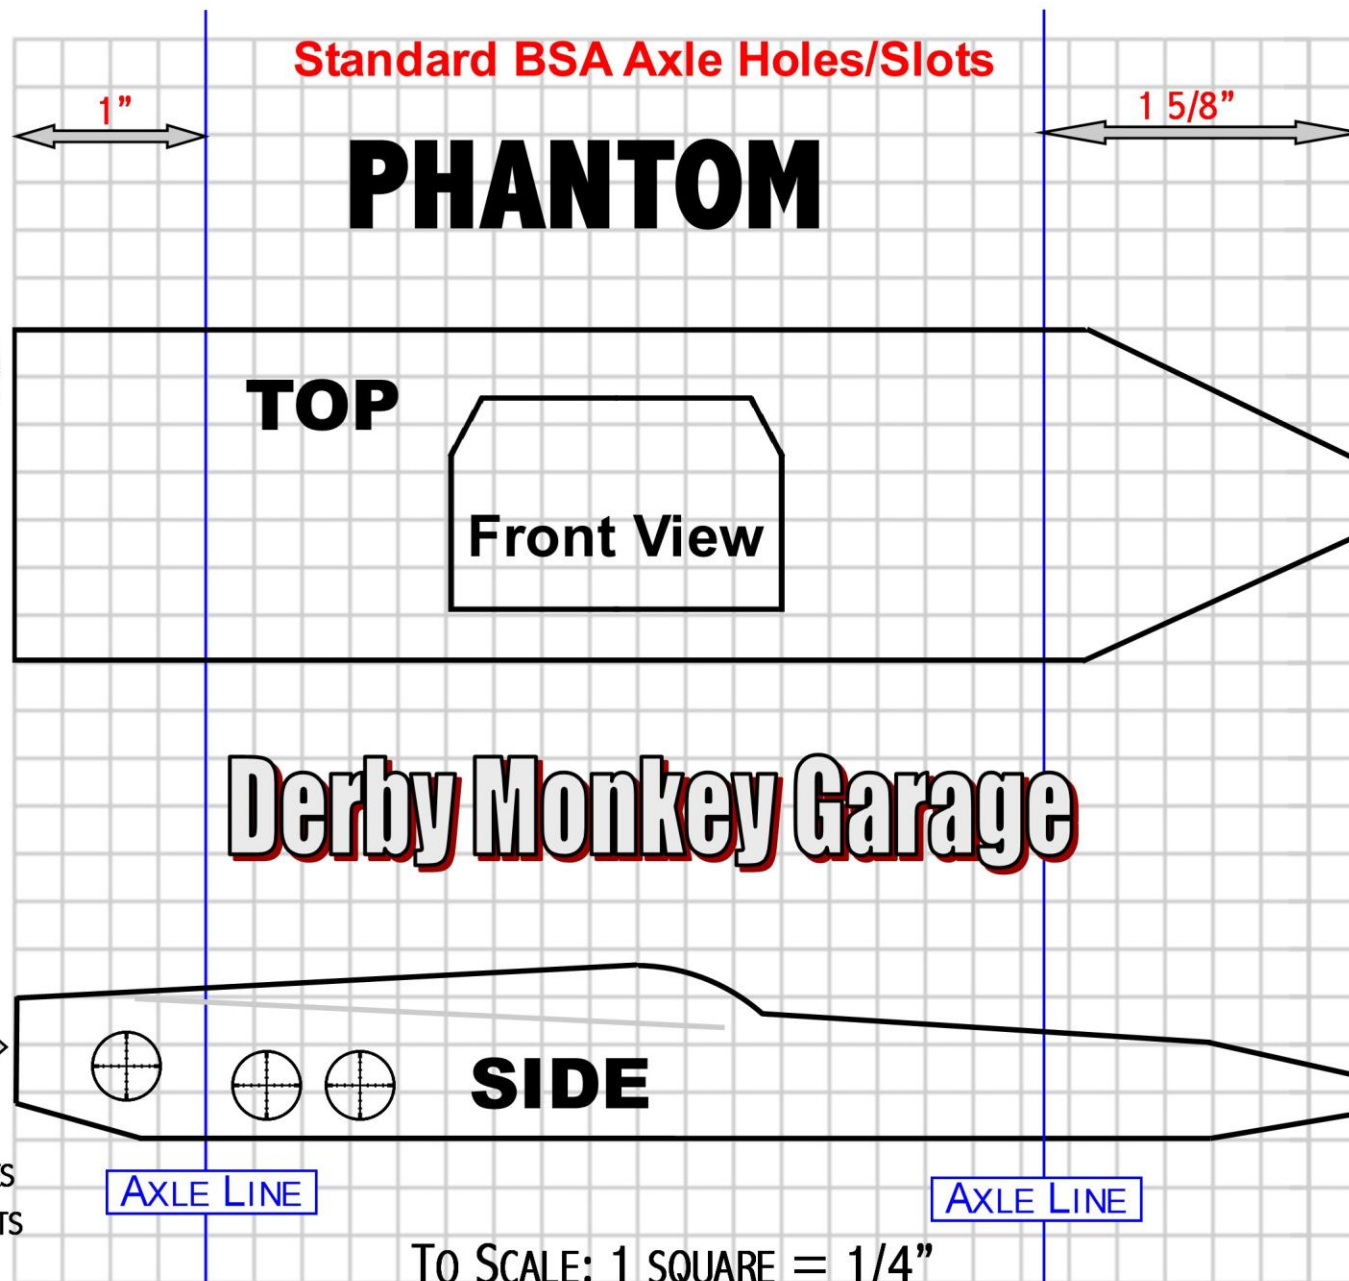 Standard BSA Axle Holes/Slots
1”
1 5/8”
PHANTOM
TOP
Front View
Derby Monkey Garage
SIDE
AXLE LINE
AXLE LINE
TO SCALE: 1 SQUARE = 1/4”